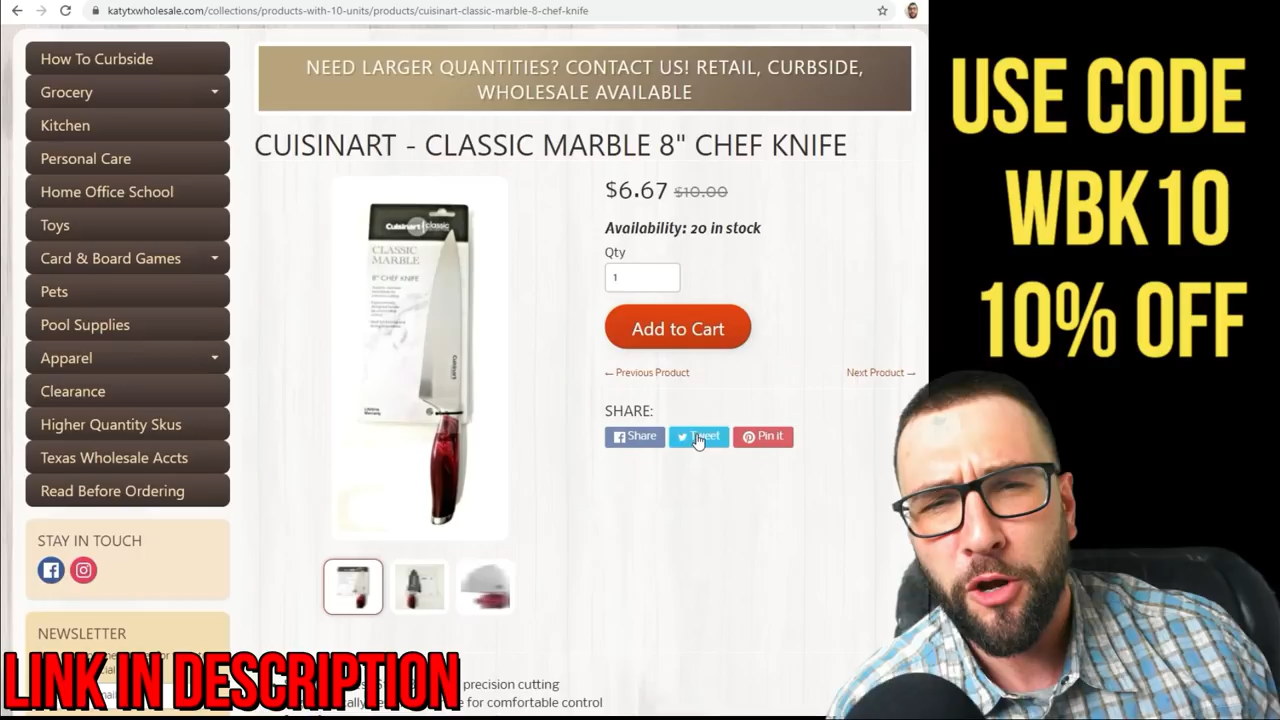 katytxwholesale.com/collections/products-with-10-units/products/cuisinart-classic-marble-8-chef-knife
How To Curbside
Grocery
Kitchen
Personal Care
Home Office School
Toys
Card & Board Games
Pets
Pool Supplies
Apparel
Clearance
Higher Quantity Skus
Texas Wholesale Accts
Read Before Ordering
STAY IN TOUCH
NEWSLETTER
NEED LARGER QUANTITIES? CONTACT US! RETAIL, CURBSIDE,
WHOLESALE AVAILABLE
CUISINART - CLASSIC MARBLE 8" CHEF KNIFE
Cuisinart classic
CLASSIC
MARBLE
8" CHEF KNIFE
Cuisinart
$6.67 $10.00
Availability: 20 in stock
Qty
1
Add to Cart
← Previous Product
Next Product →
SHARE:
Share
Tweet
Pin it
precision cutting
for comfortable control
USE CODE
WBK10
10% OFF
LINK IN DESCRIPTION